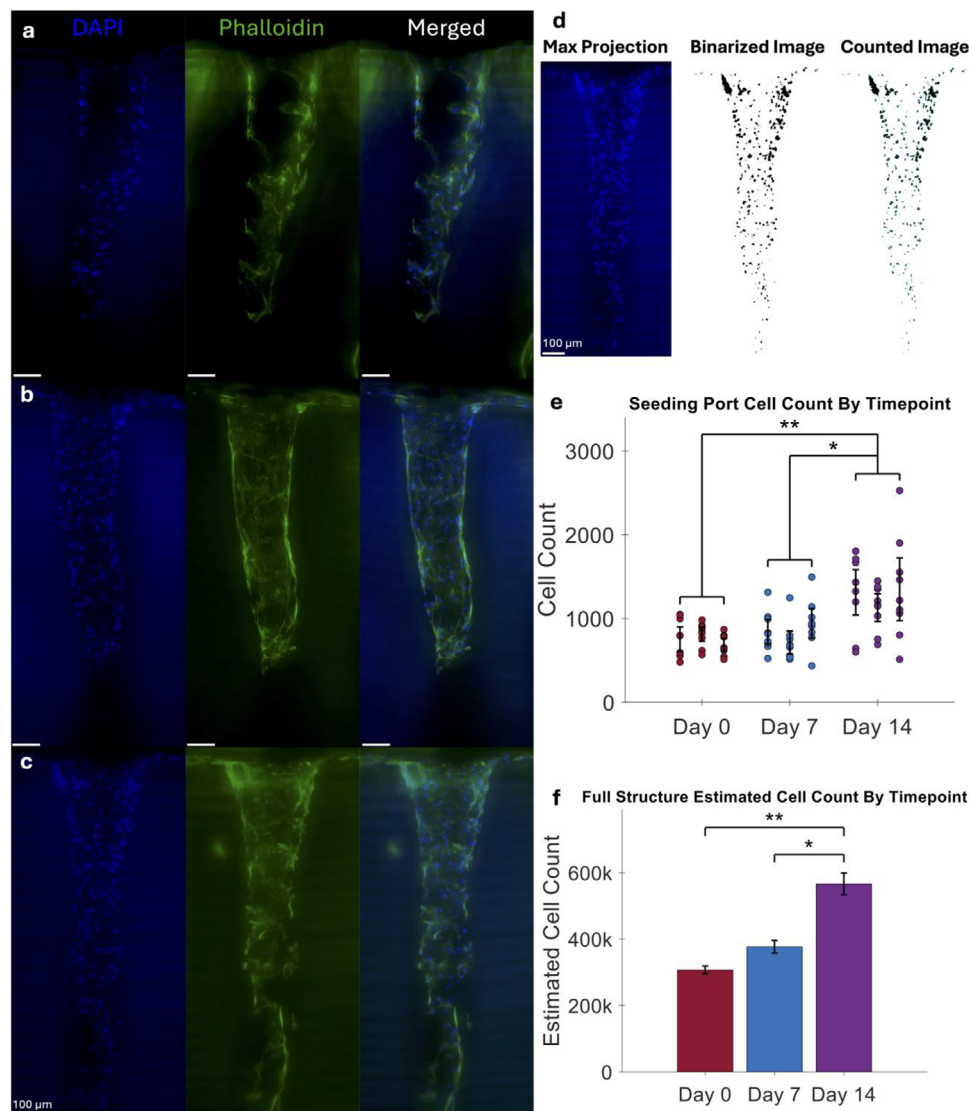 a
DAPI
Phalloidin
Merged
b
c
100 µm
d
Max Projection
Binarized Image
Counted Image
100 µm
e
Seeding Port Cell Count By Timepoint
**
*
Cell Count
3000
2000
1000
0
Day 0
Day 7
Day 14
f
Full Structure Estimated Cell Count By Timepoint
**
*
Estimated Cell Count
600k
400k
200k
0
Day 0
Day 7
Day 14